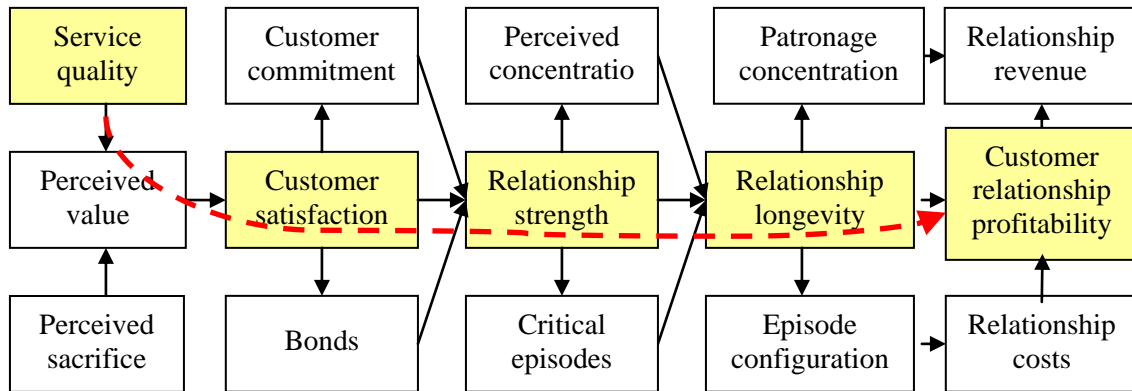 Service
quality
Customer
commitment
Perceived
concentratio
Patronage
concentration
Relationship
revenue
Perceived
value
Customer
satisfaction
Relationship
strength
Relationship
longevity
Customer
relationship
profitability
Perceived
sacrifice
Bonds
Critical
episodes
Episode
configuration
Relationship
costs